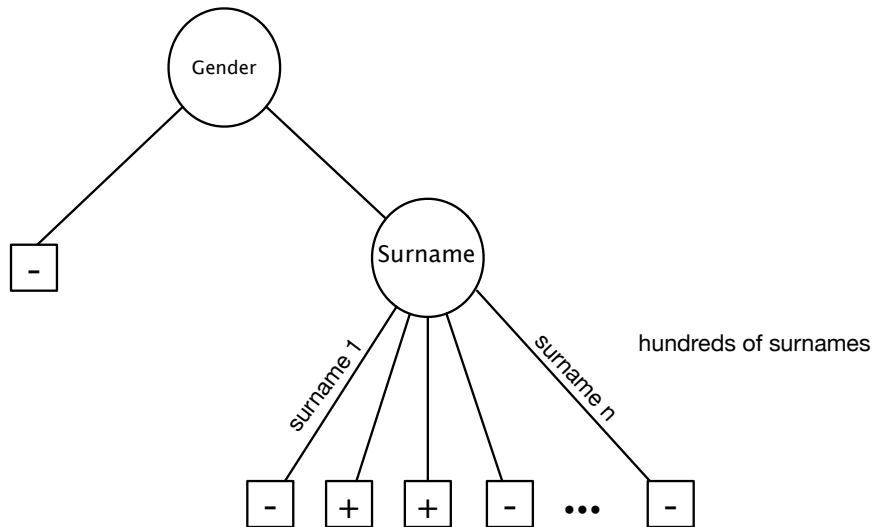 Gender
-
Surname
hundreds of surnames
surname 1
surname n
-
+
+
-
•••
-